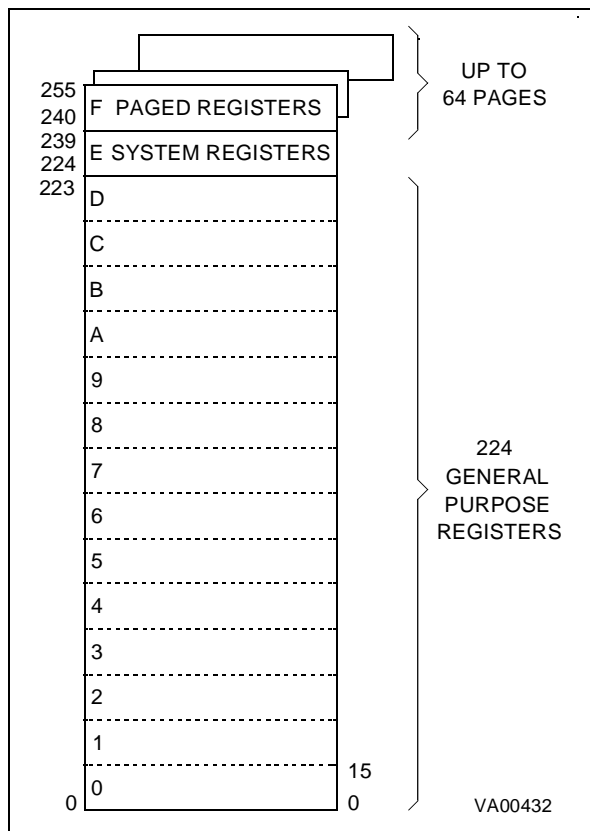 255
240
F PAGED REGISTERS
UP TO
64 PAGES
239
224
E SYSTEM REGISTERS
223
D
C
B
A
9
8
7
6
5
4
3
2
1
0
0
15
0
224
GENERAL
PURPOSE
REGISTERS
VA00432